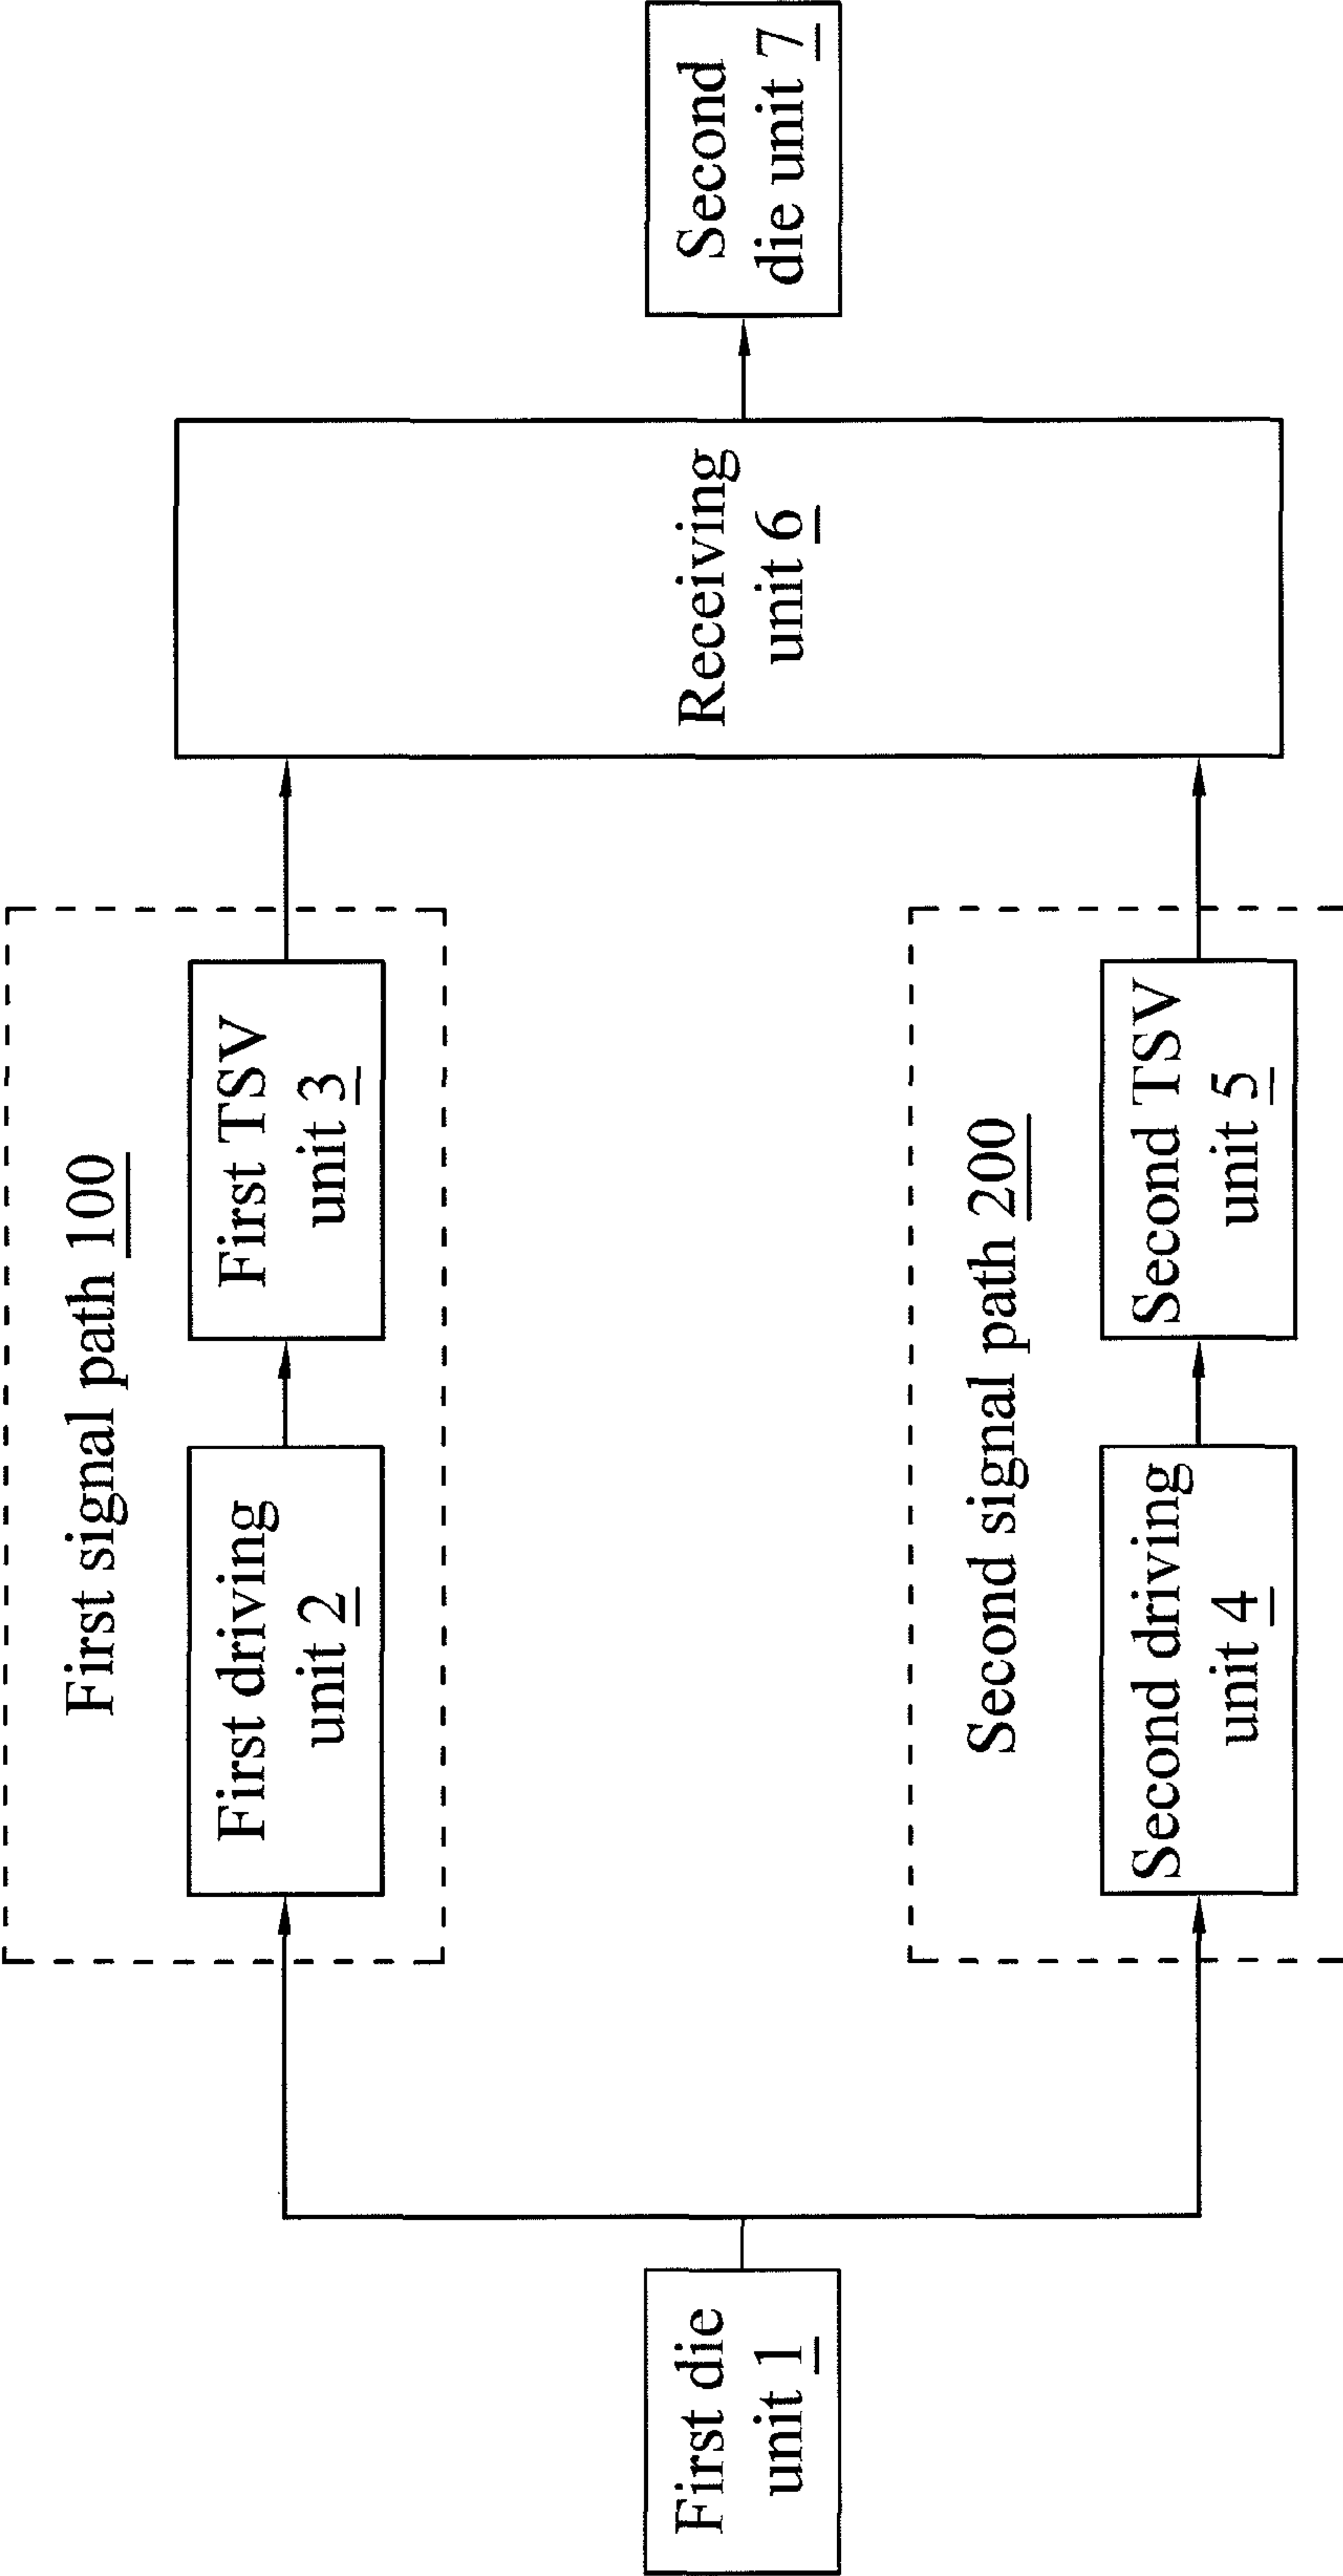 First die
unit 1
First signal path 100
First driving
unit 2
First TSV
unit 3
Second signal path 200
Second driving
unit 4
Second TSV
unit 5
Receiving
unit 6
Second
die unit 7